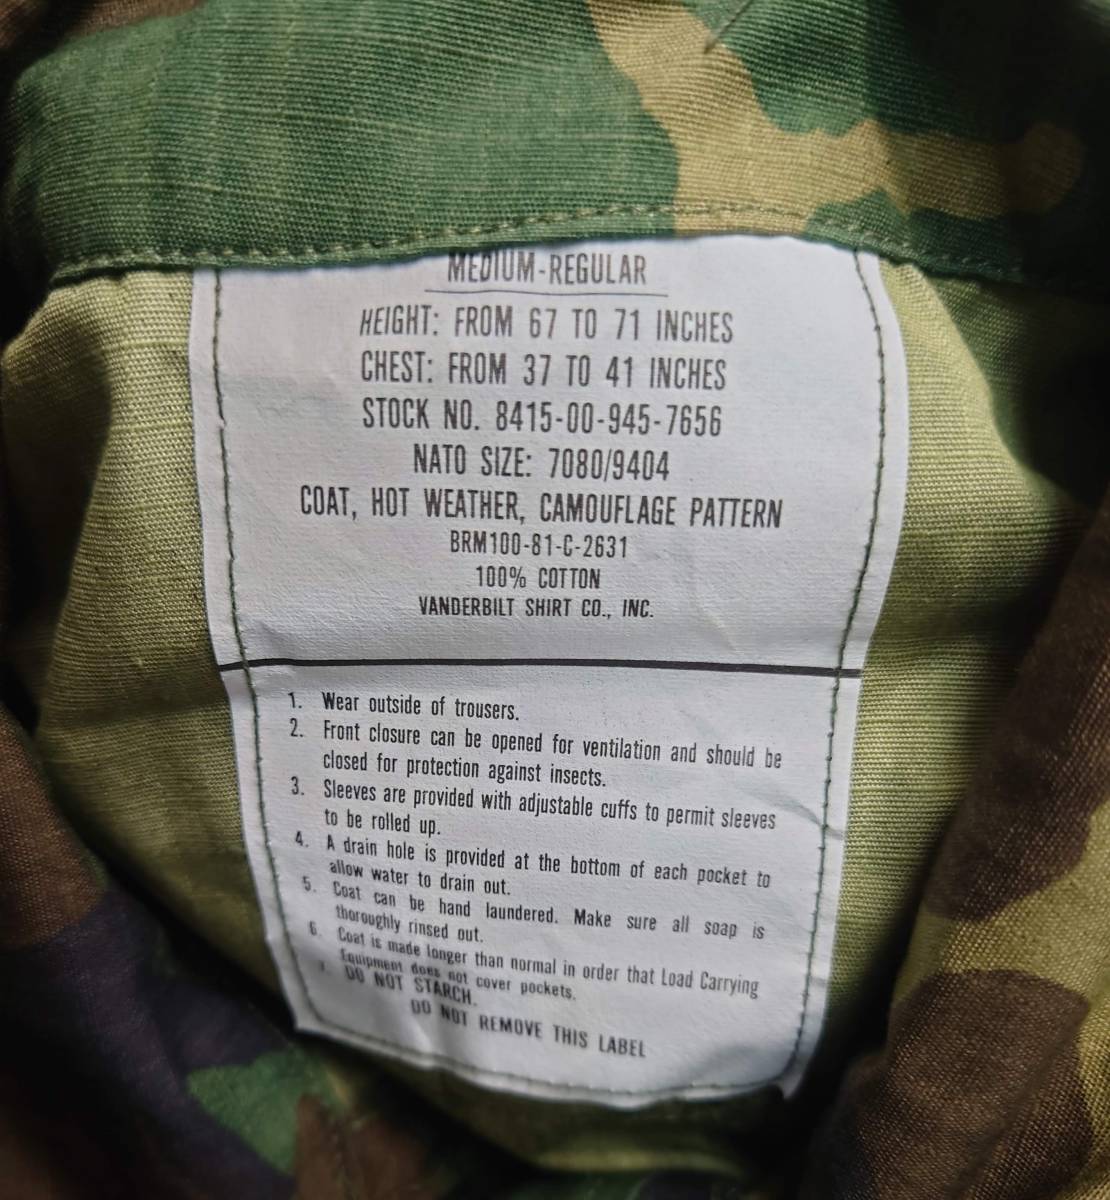 MEDIUM-REGULAR
HEIGHT: FROM 67 TO 71 INCHES
CHEST: FROM 37 TO 41 INCHES
STOCK NO. 8415-00-945-7656
NATO SIZE: 7080/9404
COAT, HOT WEATHER, CAMOUFLAGE PATTERN
BRM100-81-C-2631
100% COTTON
VANDERBILT SHIRT CO., INC.
1. Wear outside of trousers.
2. Front closure can be opened for ventilation and should be
closed for protection against insects.
3. Sleeves are provided with adjustable cuffs to permit sleeves
to be rolled up.
4. A drain hole is provided at the bottom of each pocket to
allow water to drain out.
5. Coat can be hand laundered. Make sure all soap is
thoroughly rinsed out.
6. Coat is made longer than normal in order that Load Carrying
Equipment does not cover pockets.
7. DO NOT STARCH.
DO NOT REMOVE THIS LABEL